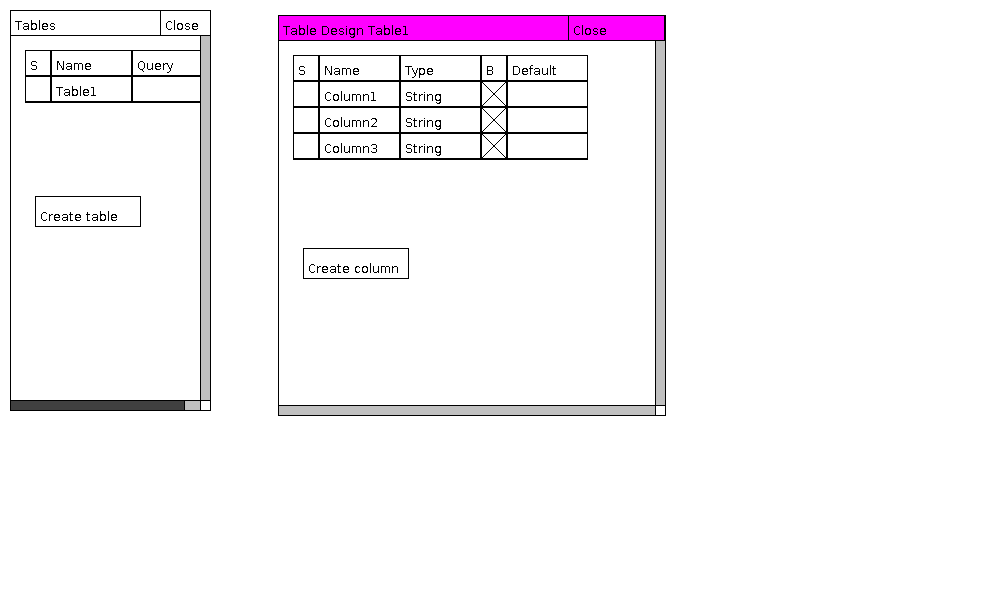 Tables Close
S Name Query
Table1
Create table
Table Design Table1 Close
S Name Type B Default
Column1 String
Column2 String
Column3 String
Create column